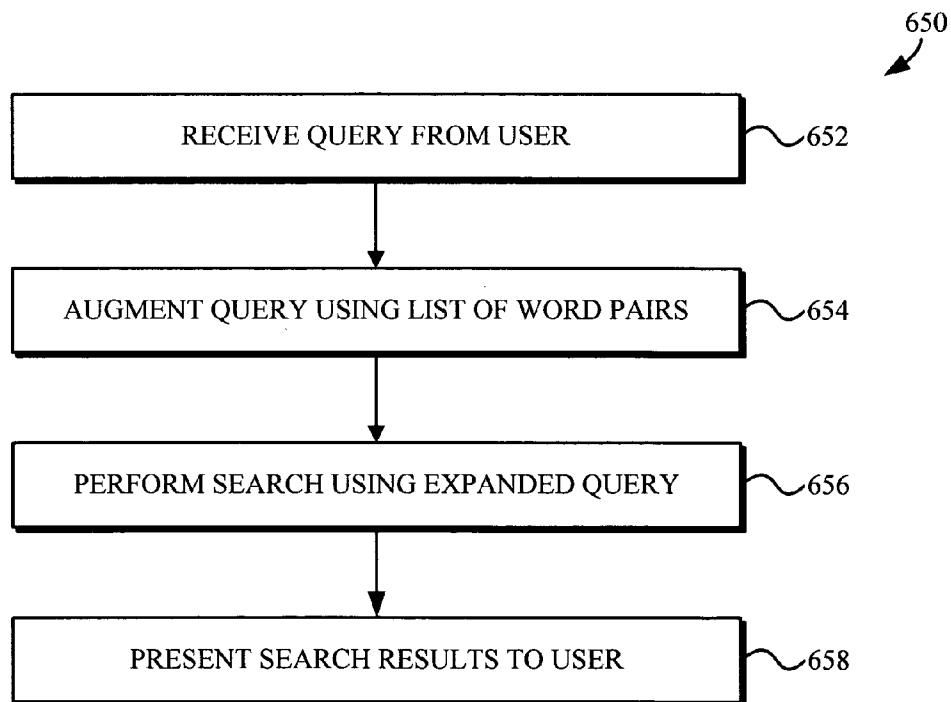 650
RECEIVE QUERY FROM USER
652
AUGMENT QUERY USING LIST OF WORD PAIRS
654
PERFORM SEARCH USING EXPANDED QUERY
656
PRESENT SEARCH RESULTS TO USER
658